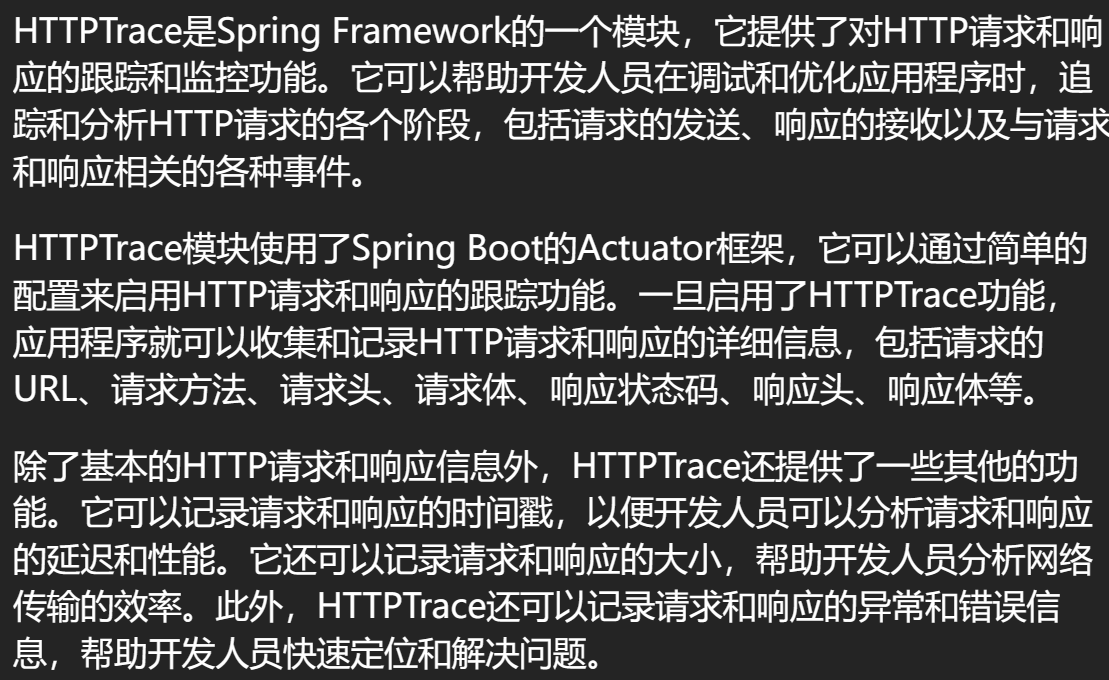 HTTPTrace是Spring Framework的一个模块，它提供了对HTTP请求和响
应的跟踪和监控功能。它可以帮助开发人员在调试和优化应用程序时，追
踪和分析HTTP请求的各个阶段，包括请求的发送、响应的接收以及与请求
和响应相关的各种事件。
HTTPTrace模块使用了Spring Boot的Actuator框架，它可以通过简单的
配置来启用HTTP请求和响应的跟踪功能。一旦启用了HTTPTrace功能，
应用程序就可以收集和记录HTTP请求和响应的详细信息，包括请求的
URL、请求方法、请求头、请求体、响应状态码、响应头、响应体等。
除了基本的HTTP请求和响应信息外，HTTPTrace还提供了一些其他的功
能。它可以记录请求和响应的时间戳，以便开发人员可以分析请求和响应
的延迟和性能。它还可以记录请求和响应的大小，帮助开发人员分析网络
传输的效率。此外，HTTPTrace还可以记录请求和响应的异常和错误信
息，帮助开发人员快速定位和解决问题。